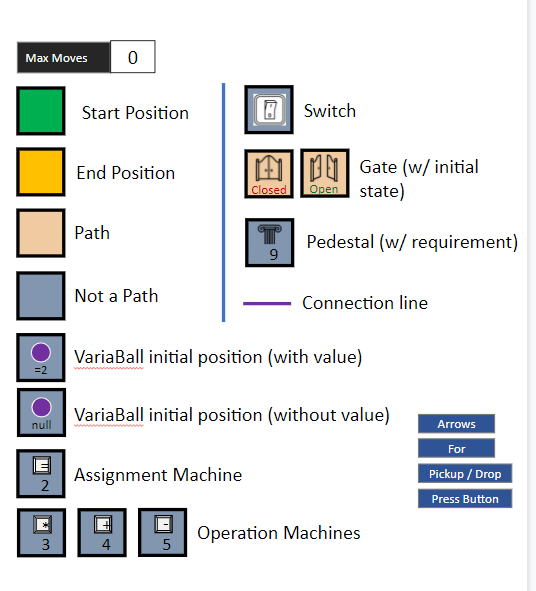 Max Moves 0
Start Position
End Position
Path
Not a Path
Switch
Closed Open Gate (w/ initial
state)
9 Pedestal (w/ requirement)
Connection line
=2 VariaBall initial position (with value)
null VariaBall initial position (without value)
= 2 Assignment Machine
* 3 + 4 - 5 Operation Machines
Arrows
For
Pickup / Drop
Press Button